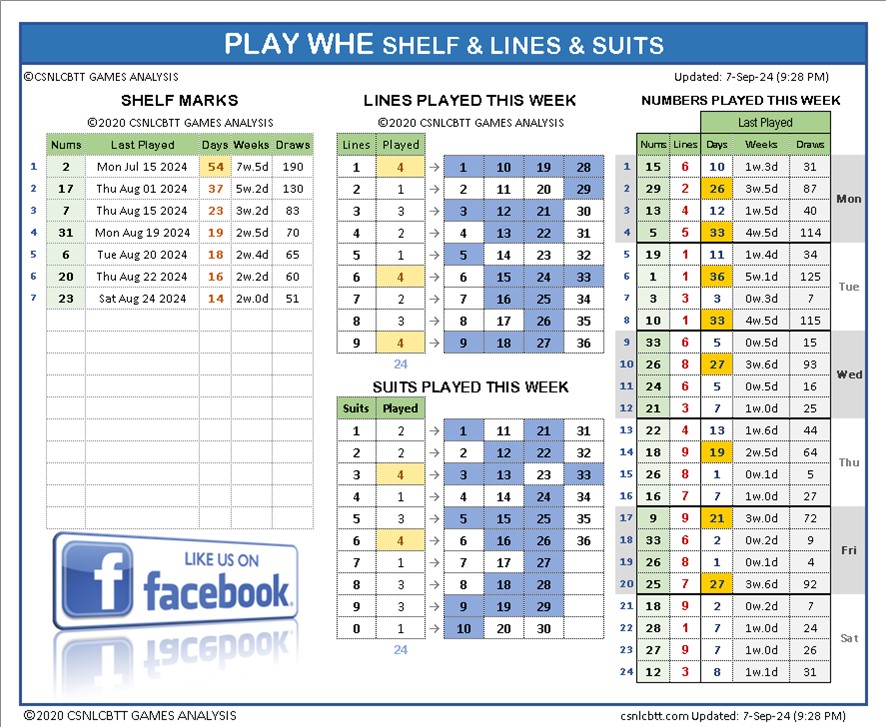 PLAY WHE SHELF & LINES & SUITS
©CSNLCBTT GAMES ANALYSIS
Updated: 7-Sep-24 (9:28 PM)
SHELF MARKS
©2020 CSNLCBTT GAMES ANALYSIS
Nums Last Played Days Weeks Draws
1 2 Mon Jul 15 2024 54 7w.5d 190
2 17 Thu Aug 01 2024 37 5w.2d 130
3 7 Thu Aug 15 2024 23 3w.2d 83
4 31 Mon Aug 19 2024 19 2w.5d 70
5 6 Tue Aug 20 2024 18 2w.4d 65
6 20 Thu Aug 22 2024 16 2w.2d 60
7 23 Sat Aug 24 2024 14 2w.0d 51
LIKE US ON
facebook
LINES PLAYED THIS WEEK
©2020 CSNLCBTT GAMES ANALYSIS
Lines Played
1 4 → 1 10 19 28
2 1 → 2 11 20 29
3 3 → 3 12 21 30
4 2 → 4 13 22 31
5 1 → 5 14 23 32
6 4 → 6 15 24 33
7 2 → 7 16 25 34
8 3 → 8 17 26 35
9 4 → 9 18 27 36
24
SUITS PLAYED THIS WEEK
Suits Played
1 2 → 1 11 21 31
2 2 → 2 12 22 32
3 4 → 3 13 23 33
4 1 → 4 14 24 34
5 3 → 5 15 25 35
6 4 → 6 16 26 36
7 1 → 7 17 27
8 3 → 8 18 28
9 3 → 9 19 29
0 1 → 10 20 30
24
NUMBERS PLAYED THIS WEEK
Last Played
Nums Lines Days Weeks Draws
1 15 6 10 1w.3d 31
2 29 2 26 3w.5d 87
3 13 4 12 1w.5d 40
4 5 5 33 4w.5d 114
Mon
5 19 1 11 1w.4d 34
6 1 1 36 5w.1d 125
7 3 3 3 0w.3d 7
8 10 1 33 4w.5d 115
Tue
9 33 6 5 0w.5d 15
10 26 8 27 3w.6d 93
11 24 6 5 0w.5d 16
12 21 3 7 1w.0d 25
Wed
13 22 4 13 1w.6d 44
14 18 9 19 2w.5d 64
15 26 8 1 0w.1d 5
16 16 7 7 1w.0d 27
Thu
17 9 9 21 3w.0d 72
18 33 6 2 0w.2d 9
19 26 8 1 0w.1d 4
20 25 7 27 3w.6d 92
Fri
21 18 9 2 0w.2d 7
22 28 1 7 1w.0d 24
23 27 9 7 1w.0d 26
24 12 3 8 1w.1d 31
Sat
©2020 CSNLCBTT GAMES ANALYSIS
csnlcbtt.com Updated: 7-Sep-24 (9:28 PM)